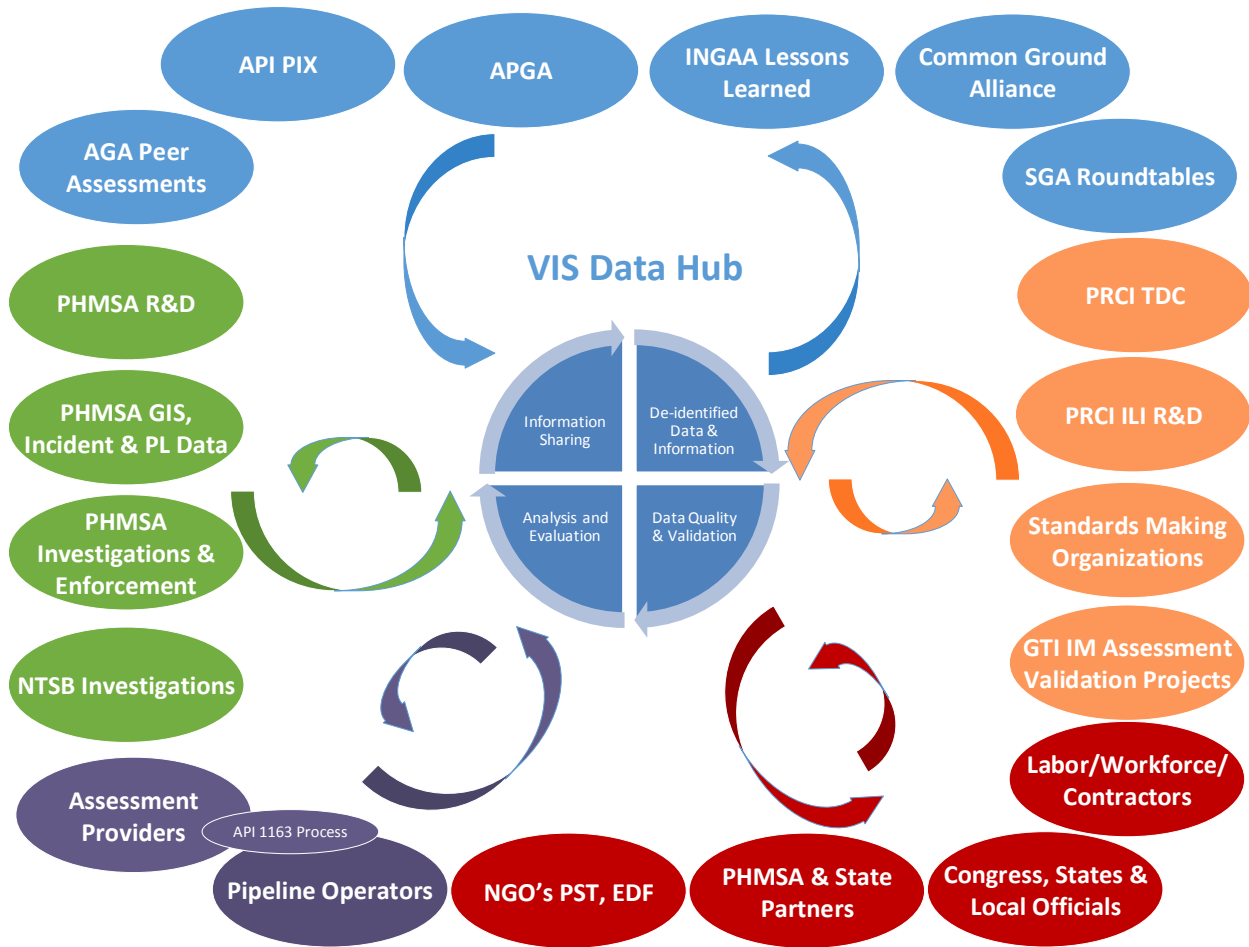 API PIX
APGA
INGAA Lessons
Learned
Common Ground
Alliance
AGA Peer
Assessments
SGA Roundtables
VIS Data Hub
PHMSA R&D
PRCI TDC
PHMSA GIS,
Incident & PL Data
Information
Sharing
De-identified
Data &
Information
PRCI ILI R&D
PHMSA
Investigations &
Enforcement
Analysis and
Evaluation
Data Quality
& Validation
Standards Making
Organizations
NTSB Investigations
GTI IM Assessment
Validation Projects
Assessment
Providers
API 1163 Process
Pipeline Operators
Labor/Workforce/
Contractors
NGO's PST, EDF
PHMSA & State
Partners
Congress, States &
Local Officials